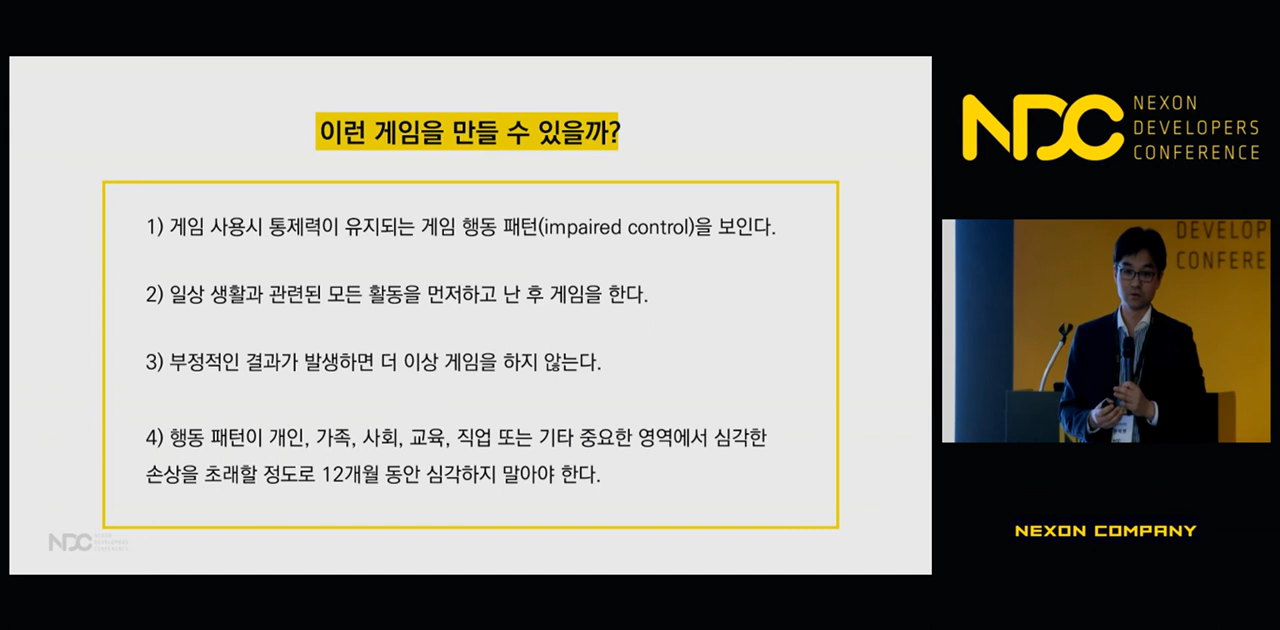 이런 게임을 만들 수 있을까?
1) 게임 사용시 통제력이 유지되는 게임 행동 패턴(impaired control)을 보인다.
2) 일상 생활과 관련된 모든 활동을 먼저하고 난 후 게임을 한다.
3) 부정적인 결과가 발생하면 더 이상 게임을 하지 않는다.
4) 행동 패턴이 개인, 가족, 사회, 교육, 직업 또는 기타 중요한 영역에서 심각한
손상을 초래할 정도로 12개월 동안 심각하지 말아야 한다.
NDC NEXON
DEVELOPERS
CONFERENCE
NDC NEXON
DEVELOPERS
CONFERENCE
DEVELOP
CONFERE
NEXON COMPANY